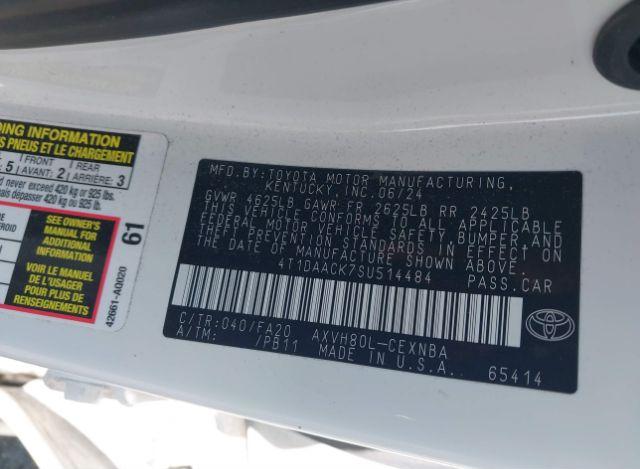 DING INFORMATION
S PNEUS ET LE CHARGEMENT
5 FRONT AVANT: 2 REAR ARRIÈRE: 3
d never exceed 420 kg or 925 lbs.
s dépasser 420 kg ou 925 lb.
SEE OWNER'S
MANUAL FOR
ADDITIONAL
INFORMATION
VOIR LE MANUEL
DE L'USAGER
POUR PLUS DE
RENSEIGNEMENTS
61
42661-A0020
MFD.BY:TOYOTA MOTOR MANUFACTURING,
KENTUCKY, INC.06/24
GVWR 4625LB GAWR FR 2625LB RR 2425LB
THIS VEHICLE CONFORMS TO ALL APPLICABLE
FEDERAL MOTOR VEHICLE SAFETY,BUMPER AND
THEFT PREVENTION STANDARDS IN EFFECT ON
THE DATE OF MANUFACTURE SHOWN ABOVE.
4T1DAACK7SU514484 PASS.CAR
C/TR:040/FA20 AXVH80L-CEXNBA
A/TM: /PB11 MADE IN U.S.A.
65414
TOYOTA